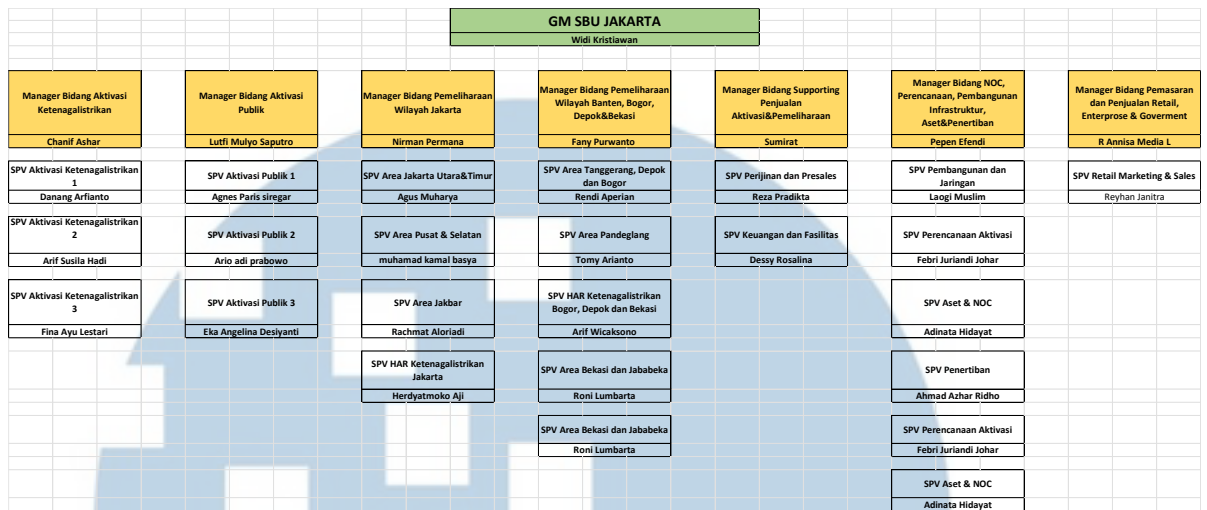 GM SBU JAKARTA
Widi Kristiawan
Manager Bidang Aktivasi
Ketenagalistrikan
Chanif Ashar
SPV Aktivasi Ketenagalistrikan
1
Danang Arfianto
SPV Aktivasi Ketenagalistrikan
2
Arif Susila Hadi
SPV Aktivasi Ketenagalistrikan
3
Fina Ayu Lestari
Manager Bidang Aktivasi
Publik
Lutfi Mulyo Saputro
SPV Aktivasi Publik 1
Agnes Paris siregar
SPV Aktivasi Publik 2
Ario adi prabowo
SPV Aktivasi Publik 3
Eka Angelina Desiyanti
Manager Bidang Pemeliharaan
Wilayah Jakarta
Nirman Permana
SPV Area Jakarta Utara&Timur
Agus Muharya
SPV Area Pusat & Selatan
muhamad kamal basya
SPV Area Jakbar
Rachmat Aloriadi
SPV HAR Ketenagalistrikan
Jakarta
Herdyatmoko Aji
Manager Bidang Pemeliharaan
Wilayah Banten, Bogor,
Depok&Bekasi
Fany Purwanto
SPV Area Tanggerang, Depok
dan Bogor
Rendi Aperian
SPV Area Pandeglang
Tomy Arianto
SPV HAR Ketenagalistrikan
Bogor, Depok dan Bekasi
Arif Wicaksono
SPV Area Bekasi dan Jababeka
Roni Lumbarta
SPV Area Bekasi dan Jababeka
Roni Lumbarta
Manager Bidang Supporting
Penjualan
Aktivasi&Pemeliharaan
Sumirat
SPV Perijinan dan Presales
Reza Pradikta
SPV Keuangan dan Fasilitas
Dessy Rosalina
Manager Bidang NOC,
Perencanaan, Pembangunan
Infrastruktur,
Aset&Penertiban
Pepen Efendi
SPV Pembangunan dan
Jaringan
Laogi Muslim
SPV Perencanaan Aktivasi
Febri Juriandi Johar
SPV Aset & NOC
Adinata Hidayat
SPV Penertiban
Ahmad Azhar Ridho
SPV Perencanaan Aktivasi
Febri Juriandi Johar
SPV Aset & NOC
Adinata Hidayat
Manager Bidang Pemasaran
dan Penjualan Retail,
Enterprose & Goverment
R Annisa Media L
SPV Retail Marketing & Sales
Reyhan Janitra